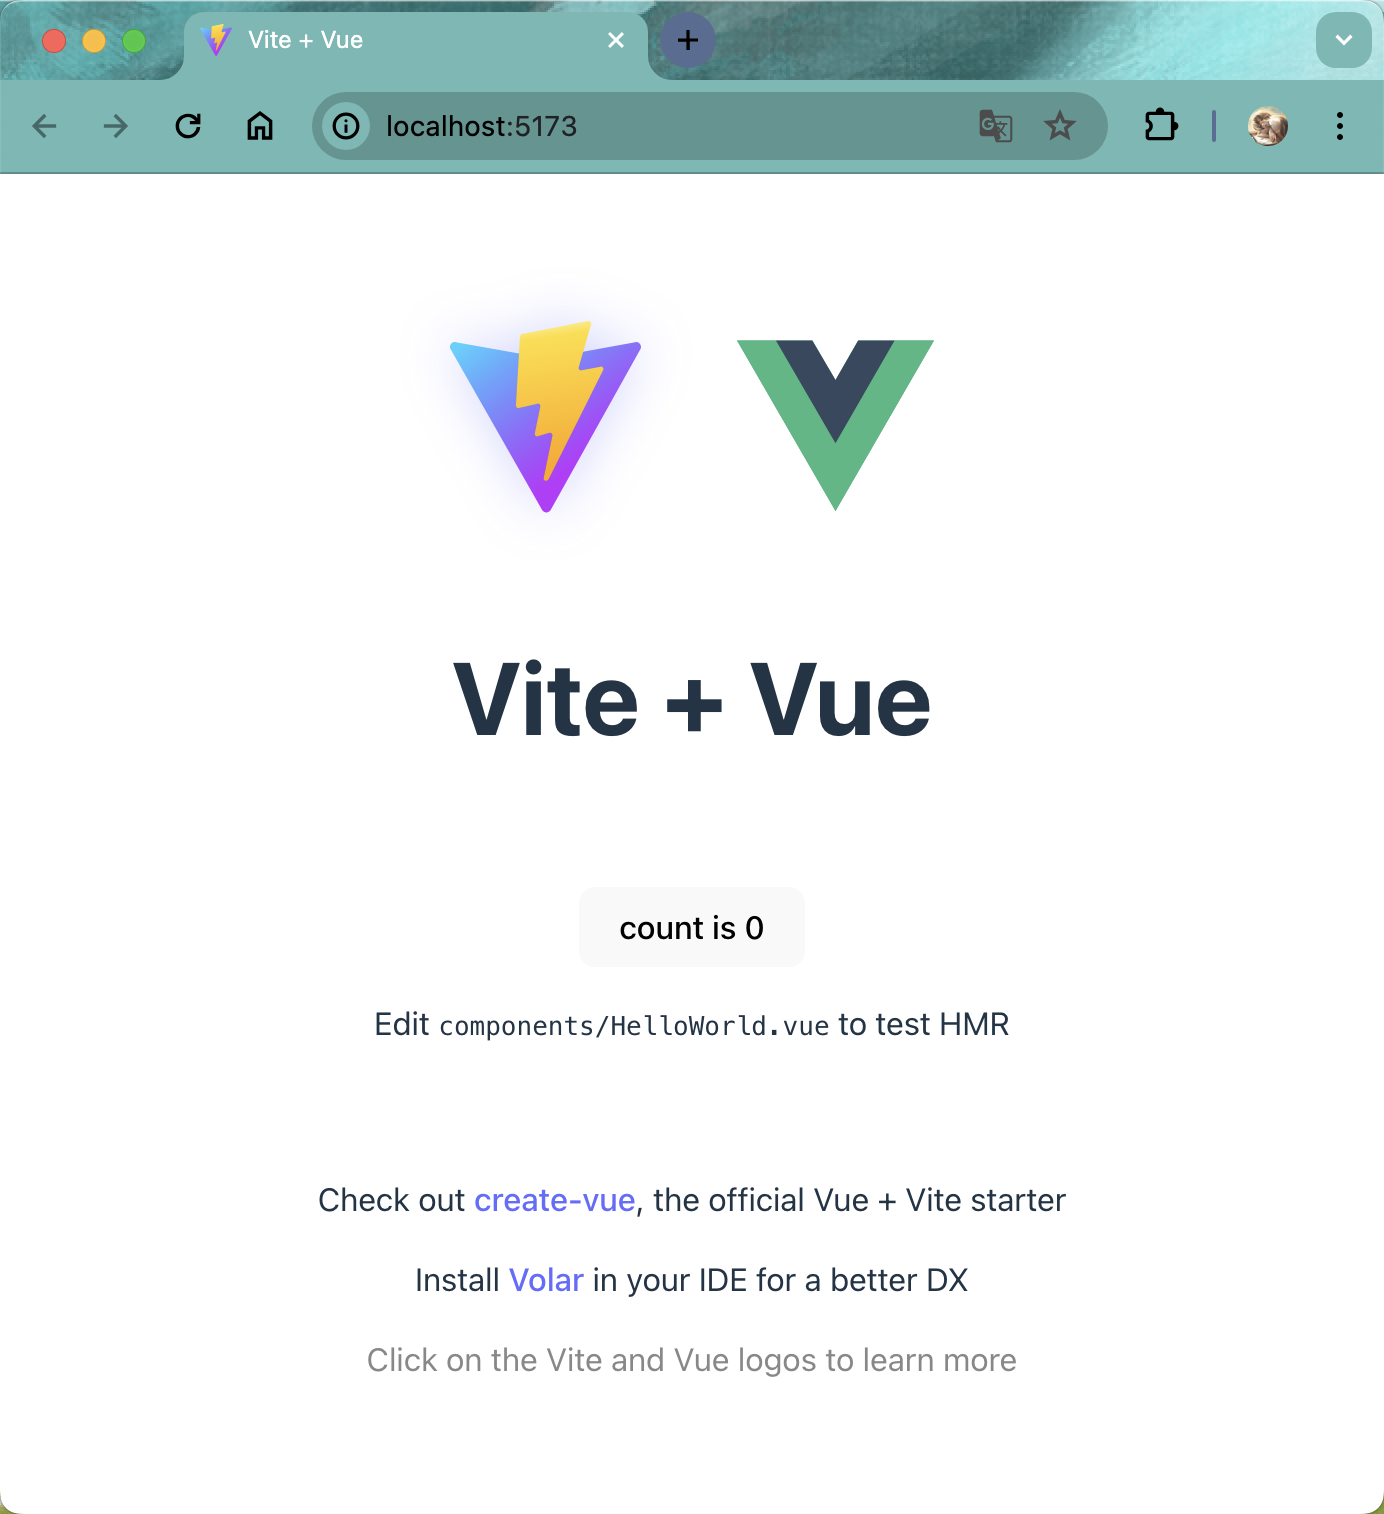 Vite + Vue
localhost:5173
Vite + Vue
count is 0
Edit components/HelloWorld.vue to test HMR
Check out create-vue, the official Vue + Vite starter
Install Volar in your IDE for a better DX
Click on the Vite and Vue logos to learn more